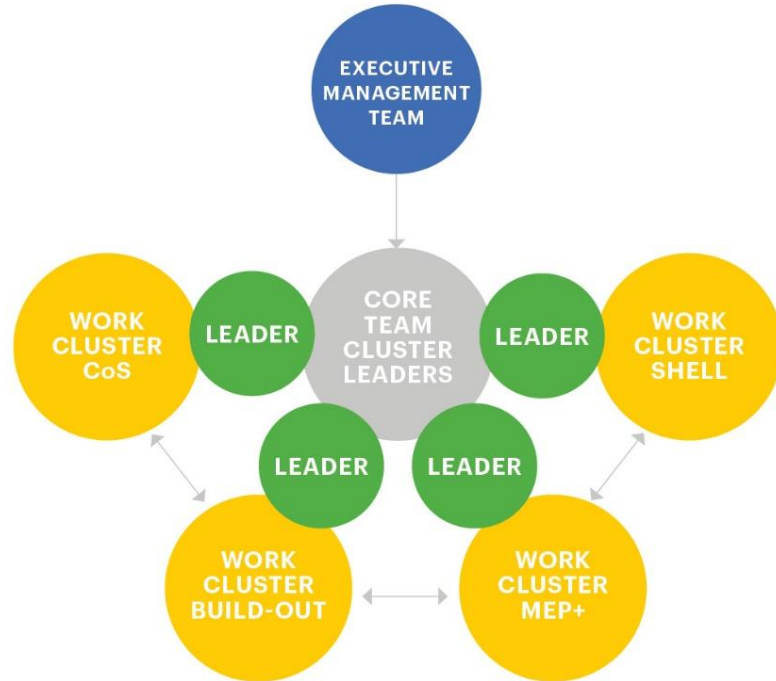 EXECUTIVE
MANAGEMENT
TEAM
CORE
TEAM
CLUSTER
LEADERS
WORK
CLUSTER
CoS
LEADER
LEADER
WORK
CLUSTER
SHELL
LEADER
LEADER
WORK
CLUSTER
BUILD-OUT
WORK
CLUSTER
MEP+